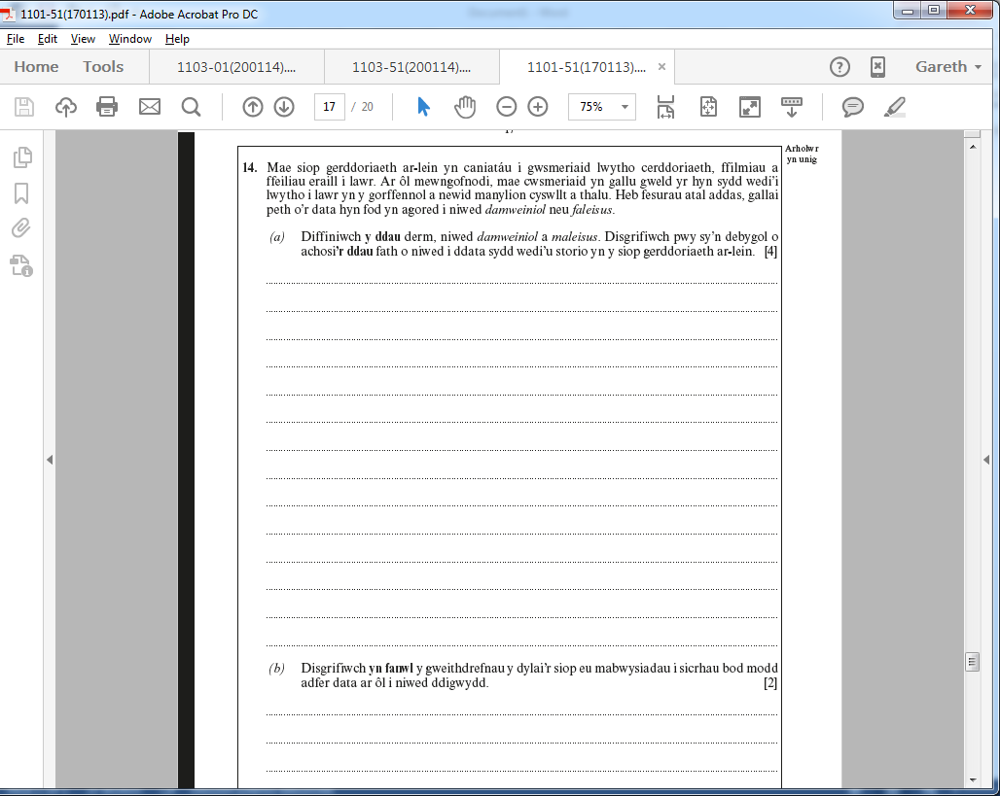 1101-51(170113).pdf - Adobe Acrobat Pro DC
File Edit View Window Help
Home Tools 1103-01(200114).... 1103-51(200114).... 1101-51(170113).... × Gareth
17 / 20 75%
Arholwr
yn unig
14. Mae siop gerddoriaeth ar-lein yn caniatáu i gwsmeriaid lwytho cerddoriaeth, ffilmiau a
ffeiliau eraill i lawr. Ar ôl mewngofnodi, mae cwsmeriaid yn gallu gweld yr hyn sydd wedi'i
lwytho i lawr yn y gorffennol a newid manylion cyswllt a thalu. Heb fesurau atal addas, gallai
peth o'r data hyn fod yn agored i niwed damweiniol neu faleisus.
(a) Diffiniwch y ddau derm, niwed damweiniol a maleisus. Disgrifiwch pwy sy'n debygol o
achosi'r ddau fath o niwed i ddata sydd wedi'u storio yn y siop gerddoriaeth ar-lein. [4]
(b) Disgrifiwch yn fanwl y gweithdrefnau y dylai'r siop eu mabwysiadau i sicrhau bod modd
adfer data ar ôl i niwed ddigwydd. [2]